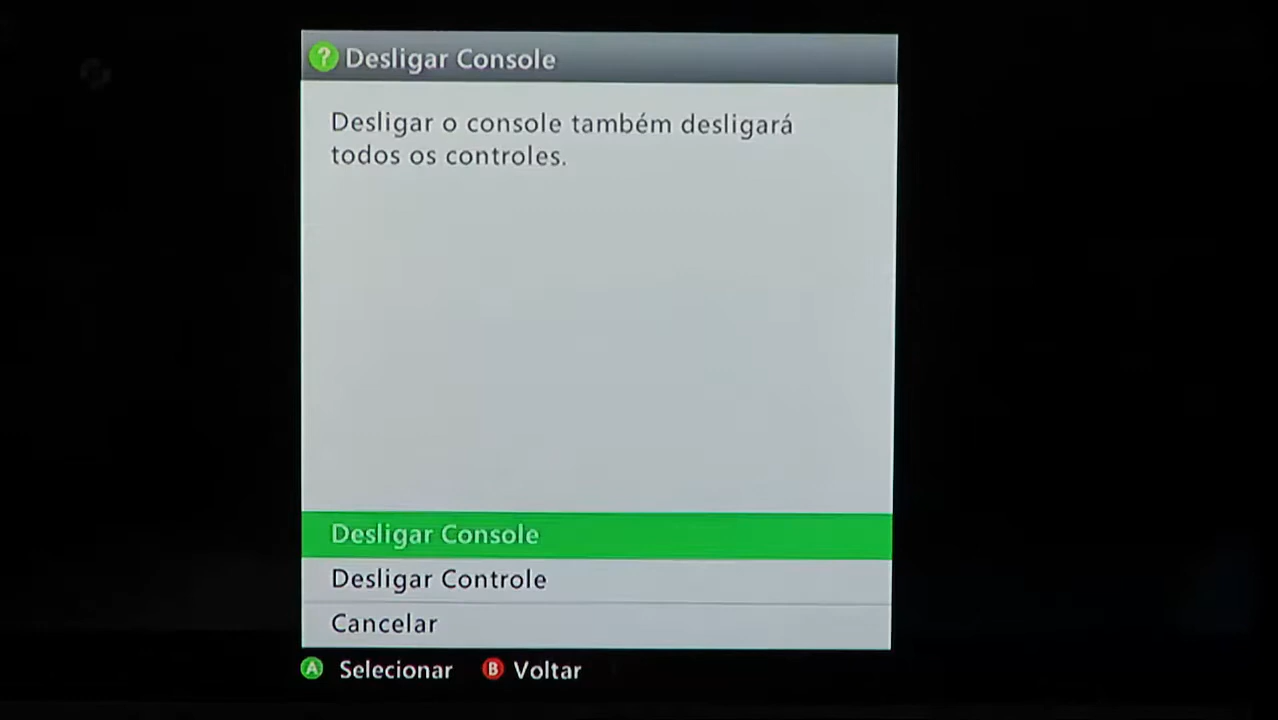 ? Desligar Console
Desligar o console também desligará
todos os controles.
Desligar Console
Desligar Controle
Cancelar
A Selecionar B Voltar